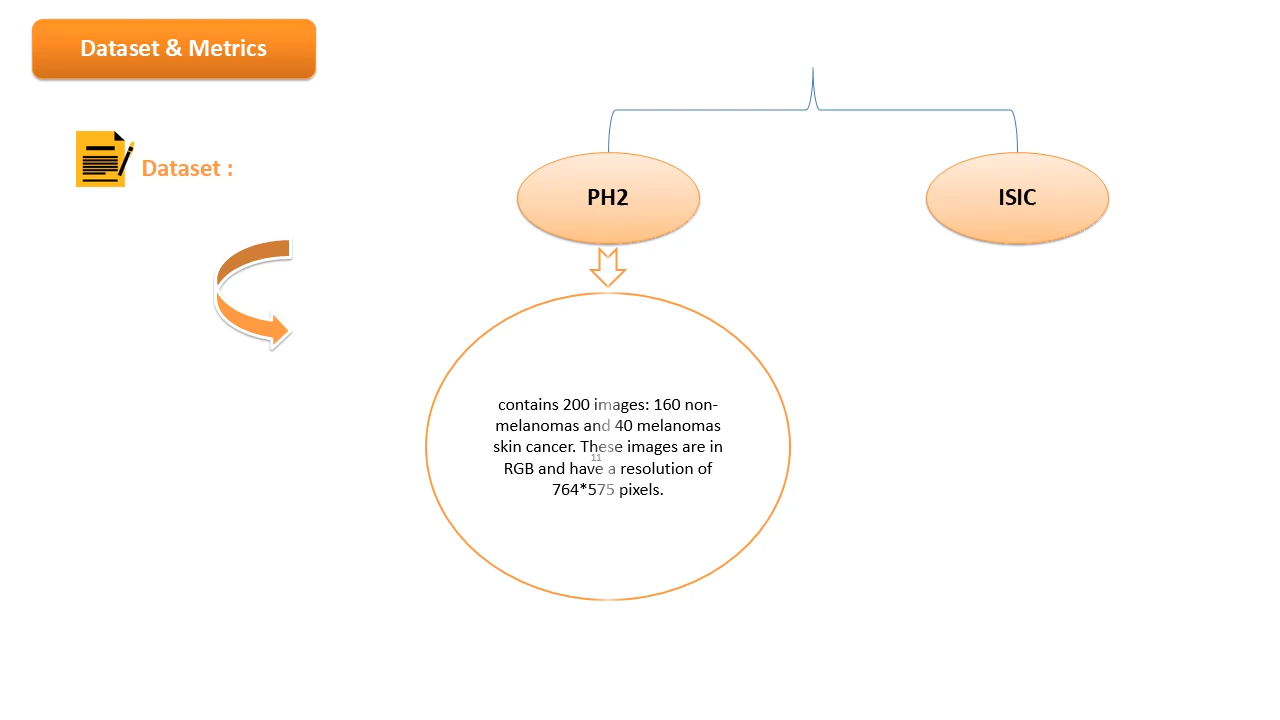 Dataset & Metrics
Dataset :
PH2
ISIC
contains 200 images: 160 non-
melanomas and 40 melanomas
skin cancer. These images are in
11
RGB and have a resolution of
764*575 pixels.